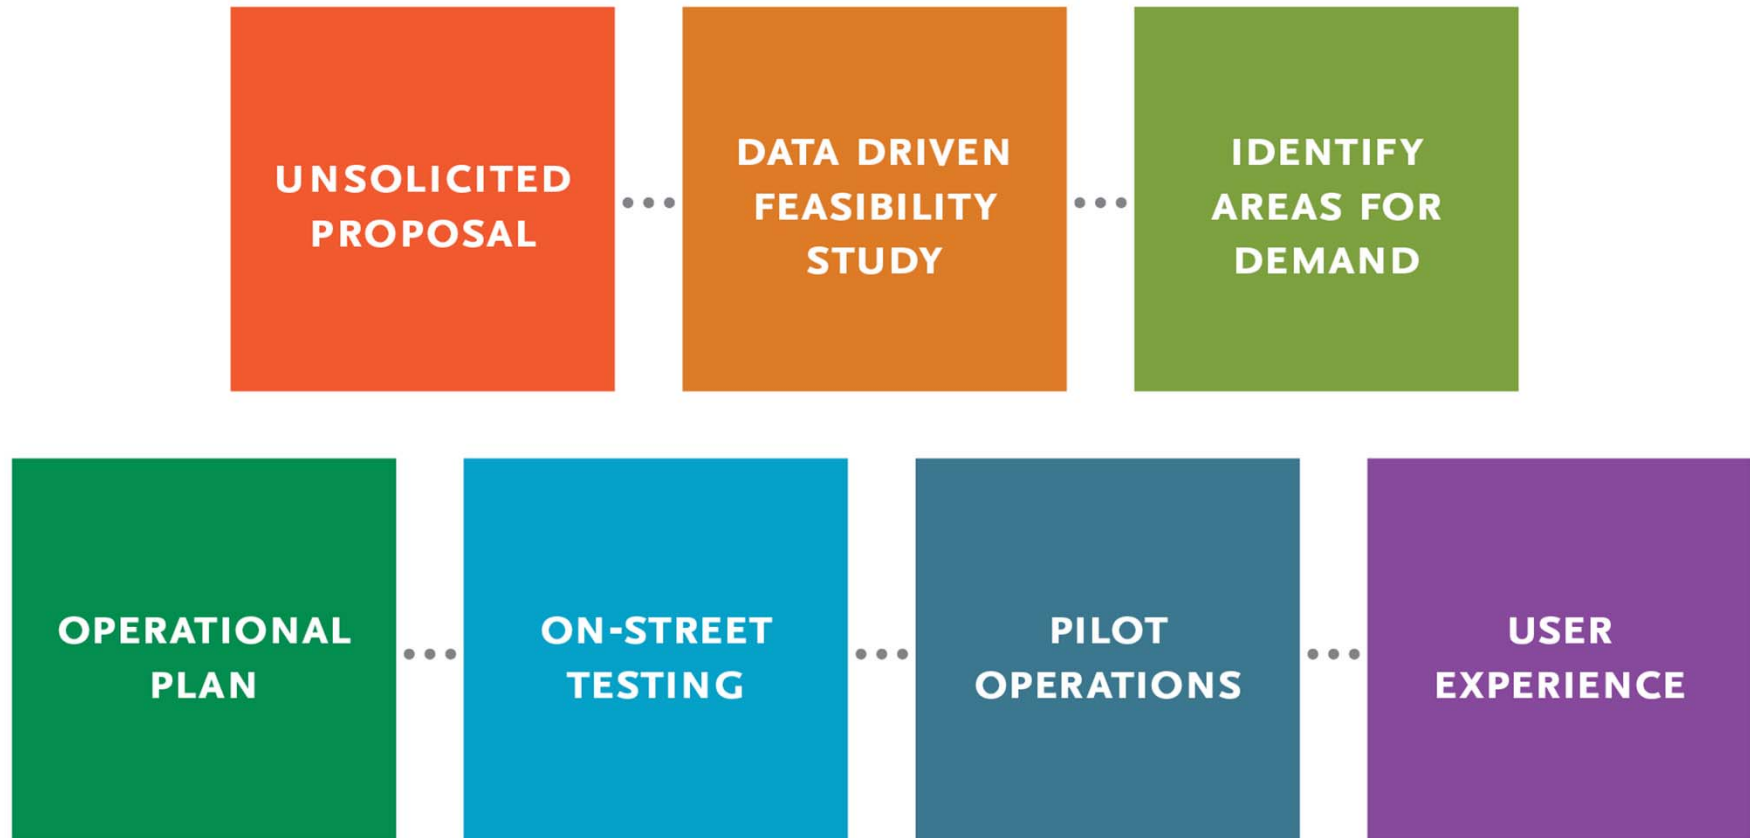 UNSOLICITED
PROPOSAL
DATA DRIVEN
FEASIBILITY
STUDY
IDENTIFY
AREAS FOR
DEMAND
OPERATIONAL
PLAN
ON-STREET
TESTING
PILOT
OPERATIONS
USER
EXPERIENCE